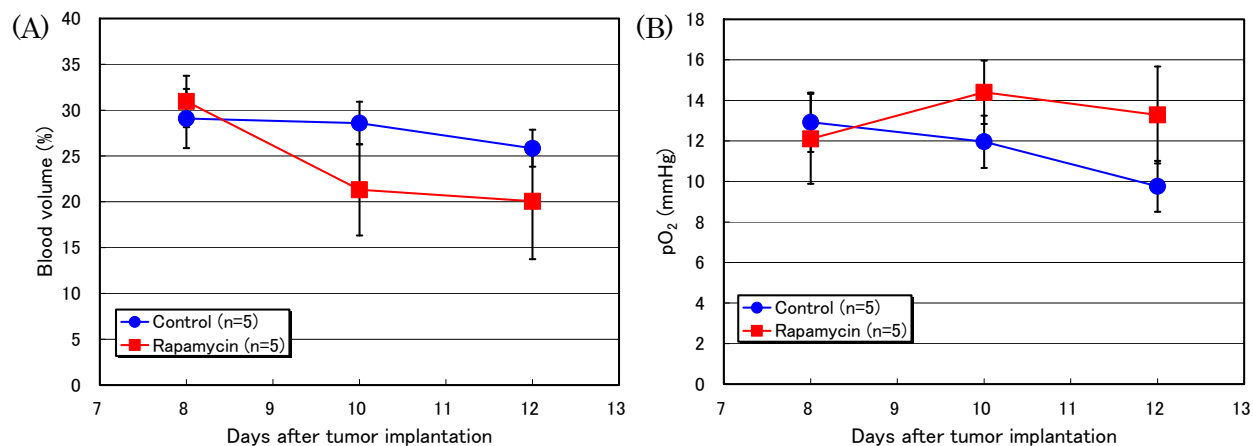 (A)
Blood volume (%)
40
35
30
25
20
15
10
5
0
Control (n=5)
Rapamycin (n=5)
7 8 9 10 11 12 13
Days after tumor implantation
(B)
pO₂ (mmHg)
18
16
14
12
10
8
6
4
2
0
Control (n=5)
Rapamycin (n=5)
7 8 9 10 11 12 13
Days after tumor implantation